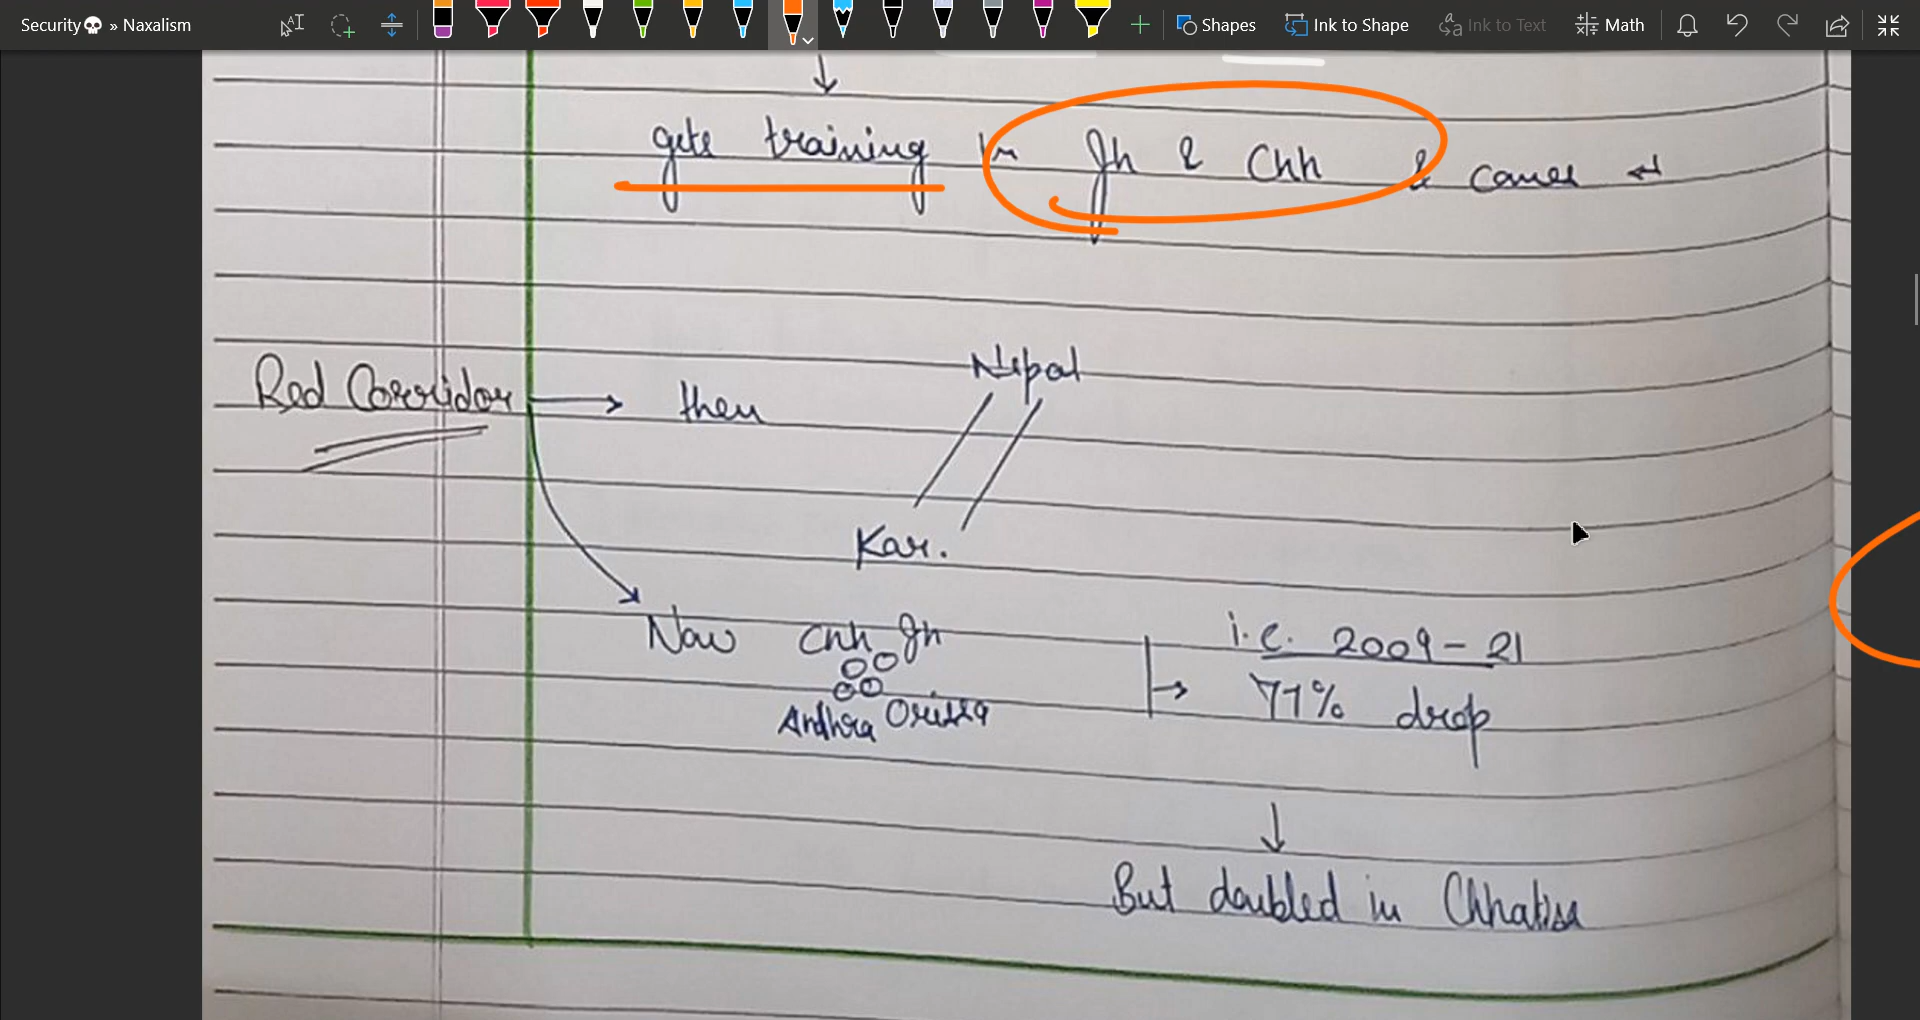 Security💀 » Naxalism
Shapes Ink to Shape Ink to Text Math
gets training in Jh & Chh & comes
Red Corridor → then Nepal
Kar.
Now Chh Jh i.e. 2009-21
Andhra Orissa → 77% drop
But doubled in Chhatisa